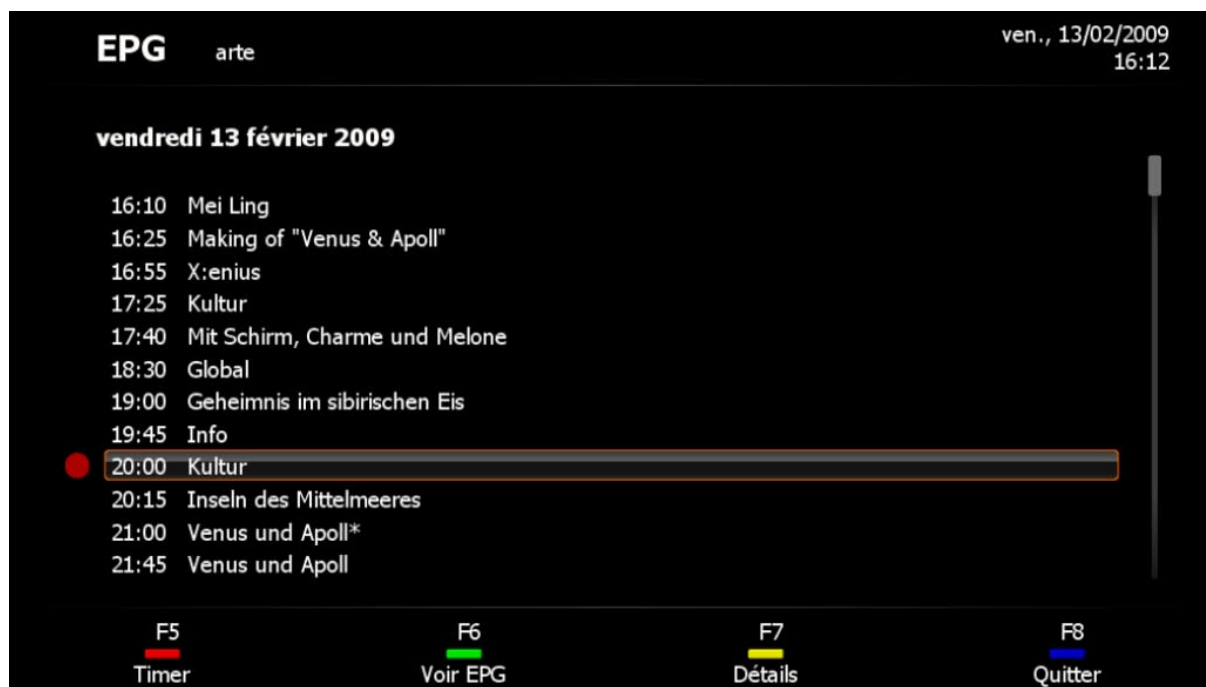 EPG arte
ven., 13/02/2009
16:12
vendredi 13 février 2009
16:10 Mei Ling
16:25 Making of "Venus & Apoll"
16:55 X:enius
17:25 Kultur
17:40 Mit Schirm, Charme und Melone
18:30 Global
19:00 Geheimnis im sibirischen Eis
19:45 Info
20:00 Kultur
20:15 Inseln des Mittelmeeres
21:00 Venus und Apoll*
21:45 Venus und Apoll
F5 F6 F7 F8
Timer Voir EPG Détails Quitter